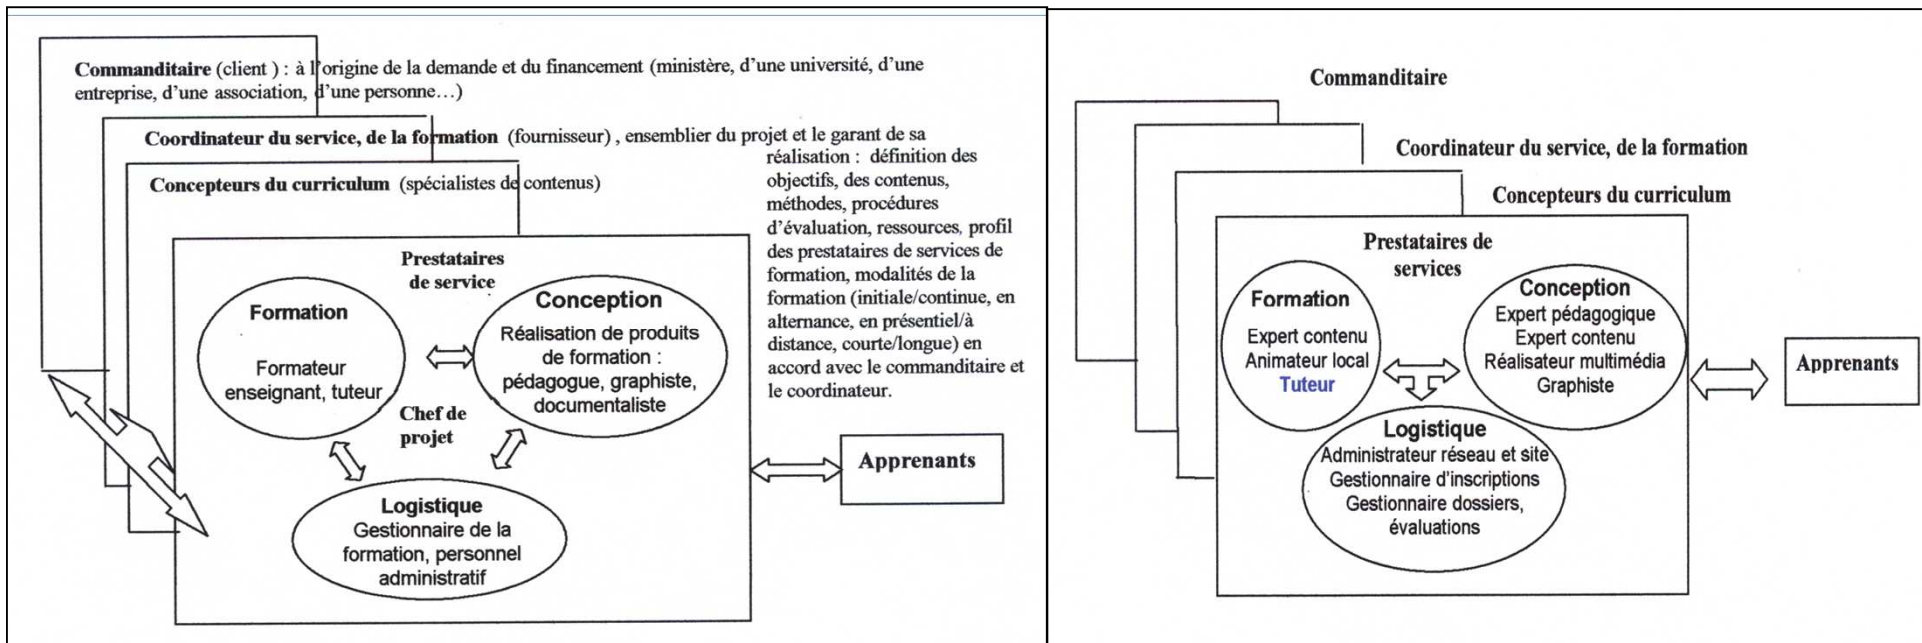 Commanditaire (client ) : à l'origine de la demande et du financement (ministère, d'une université, d'une
entreprise, d'une association, d'une personne…)
Coordinateur du service, de la formation (fournisseur) , ensemblier du projet et le garant de sa
réalisation : définition des
objectifs, des contenus,
méthodes, procédures
d'évaluation, ressources, profil
des prestataires de services de
formation, modalités de la
formation (initiale/continue, en
alternance, en présentiel/à
distance, courte/longue) en
accord avec le commanditaire et
le coordinateur.
Concepteurs du curriculum (spécialistes de contenus)
Prestataires
de service
Formation
Formateur
enseignant, tuteur
Conception
Réalisation de produits
de formation :
pédagogue, graphiste,
documentaliste
Chef de
projet
Logistique
Gestionnaire de la
formation, personnel
administratif
Apprenants
Commanditaire
Coordinateur du service, de la formation
Concepteurs du curriculum
Prestataires de
services
Formation
Expert contenu
Animateur local
Tuteur
Conception
Expert pédagogique
Expert contenu
Réalisateur multimédia
Graphiste
Logistique
Administrateur réseau et site
Gestionnaire d'inscriptions
Gestionnaire dossiers,
évaluations
Apprenants